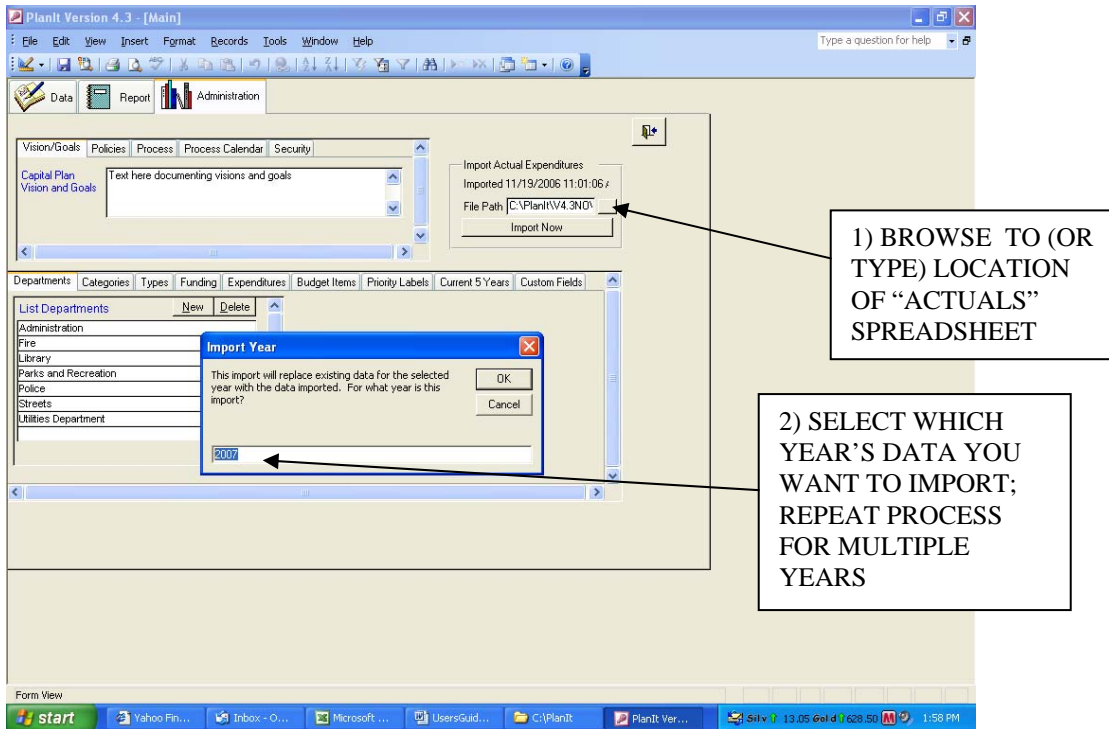 PlanIt Version 4.3 - [Main]
File Edit View Insert Format Records Tools Window Help
Type a question for help
Data Report Administration
Vision/Goals Policies Process Process Calendar Security
Capital Plan
Vision and Goals
Text here documenting visions and goals
Import Actual Expenditures
Imported 11/19/2006 11:01:06
File Path C:\PlanIt\V4.3NO\
Import Now
1) BROWSE TO (OR
TYPE) LOCATION
OF “ACTUALS”
SPREADSHEET
Departments Categories Types Funding Expenditures Budget Items Priority Labels Current 5 Years Custom Fields
List Departments New Delete
Administration
Fire
Library
Parks and Recreation
Police
Streets
Utilities Department
Import Year
This import will replace existing data for the selected
year with the data imported. For what year is this
import?
OK
Cancel
2007
2) SELECT WHICH
YEAR’S DATA YOU
WANT TO IMPORT;
REPEAT PROCESS
FOR MULTIPLE
YEARS
Form View
start Yahoo Fin... Inbox - O... Microsoft ... UsersGuid... C:\PlanIt PlanIt Ver... Silv 13.05 Gold 628.50 M 1:58 PM